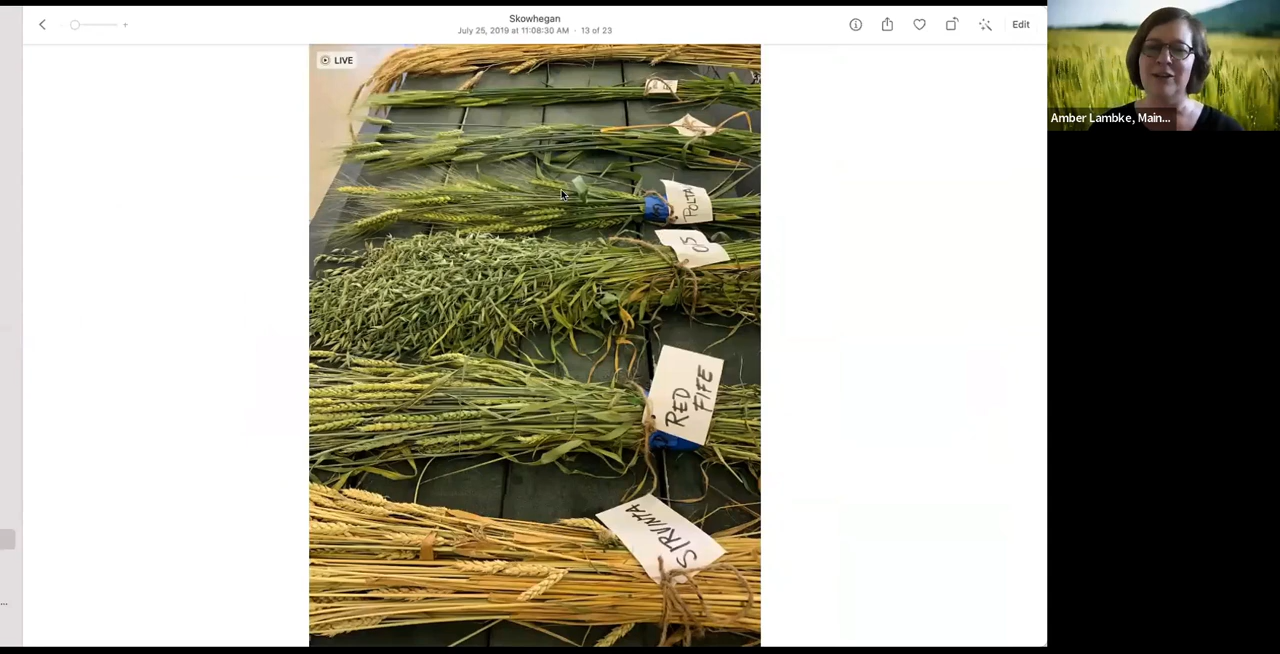 Skowhegan
July 25, 2019 at 11:08:30 AM · 13 of 23
Edit
LIVE
Amber Lambke, Main...
POLTA
RED
FIFE
SIRVINTA